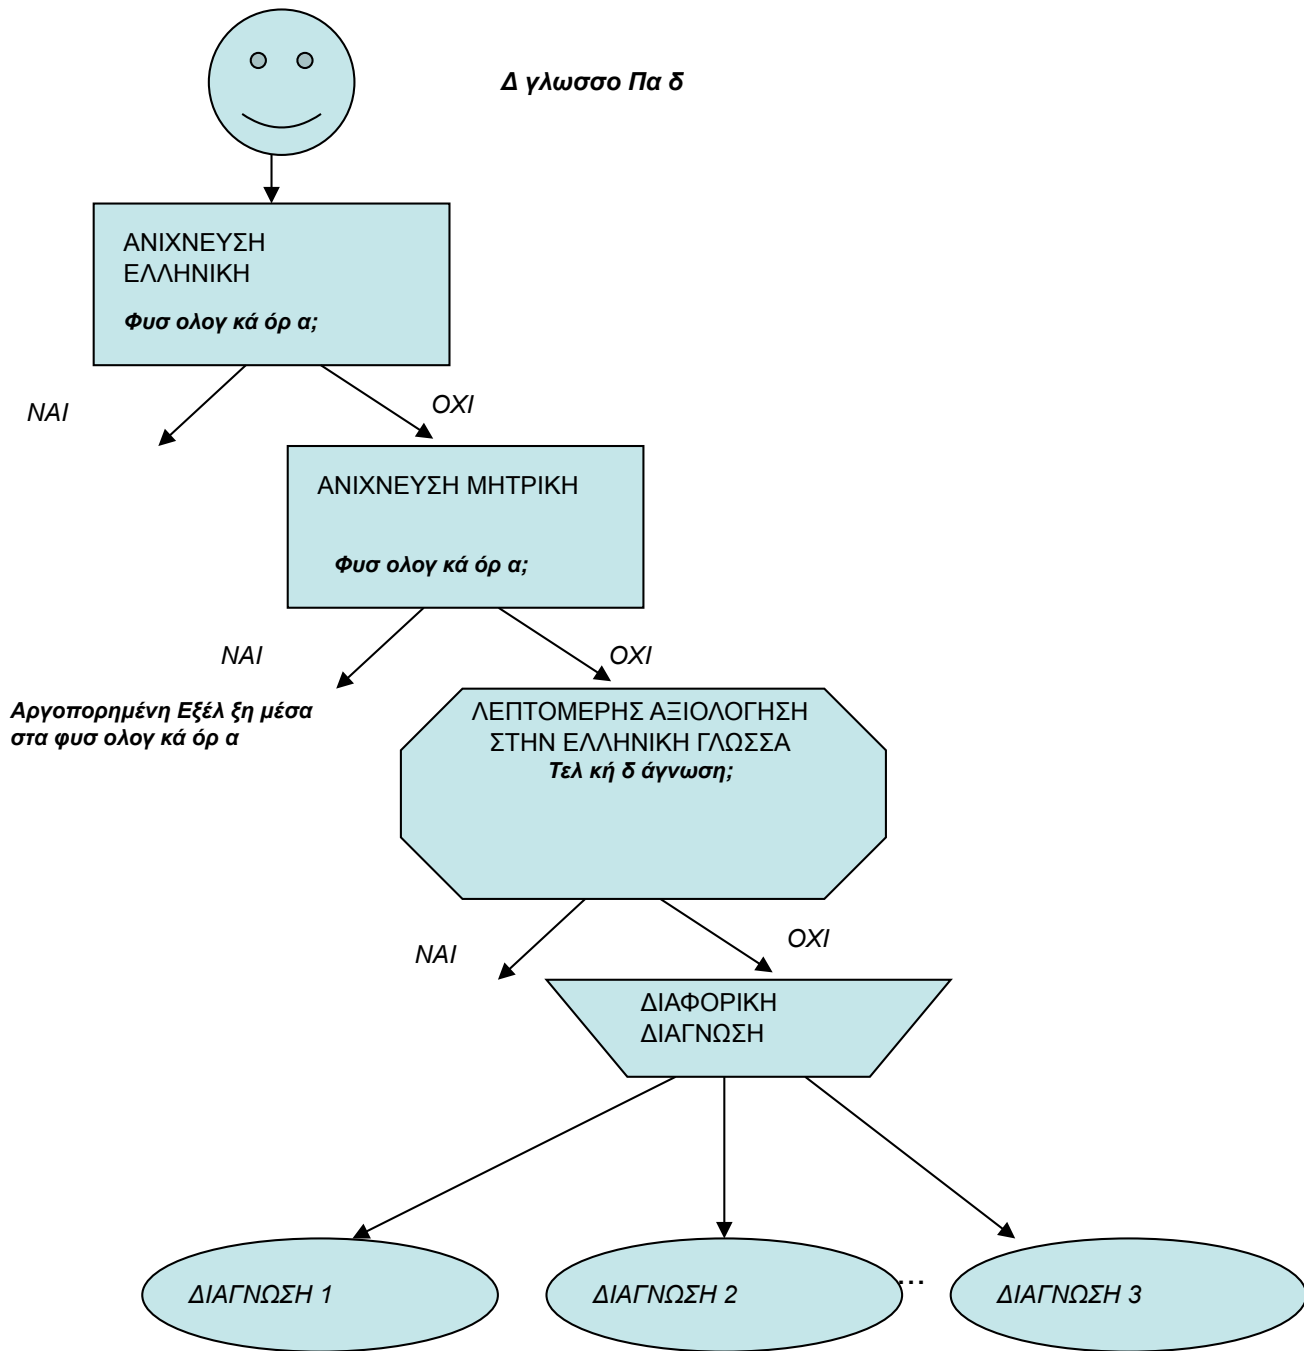 Δ γλωσσο Πα δ
ΑΝΙΧΝΕΥΣΗ
ΕΛΛΗΝΙΚΗ
Φυσ ολογ κά όρ α;
ΝΑΙ
ΟΧΙ
ΑΝΙΧΝΕΥΣΗ ΜΗΤΡΙΚΗ
Φυσ ολογ κά όρ α;
ΝΑΙ
ΟΧΙ
Αργοπορημένη Εξέλ ξη μέσα
στα φυσ ολογ κά όρ α
ΛΕΠΤΟΜΕΡΗΣ ΑΞΙΟΛΟΓΗΣΗ
ΣΤΗΝ ΕΛΛΗΝΙΚΗ ΓΛΩΣΣΑ
Τελ κή δ άγνωση;
ΝΑΙ
ΟΧΙ
ΔΙΑΦΟΡΙΚΗ
ΔΙΑΓΝΩΣΗ
ΔΙΑΓΝΩΣΗ 1
ΔΙΑΓΝΩΣΗ 2
...
ΔΙΑΓΝΩΣΗ 3